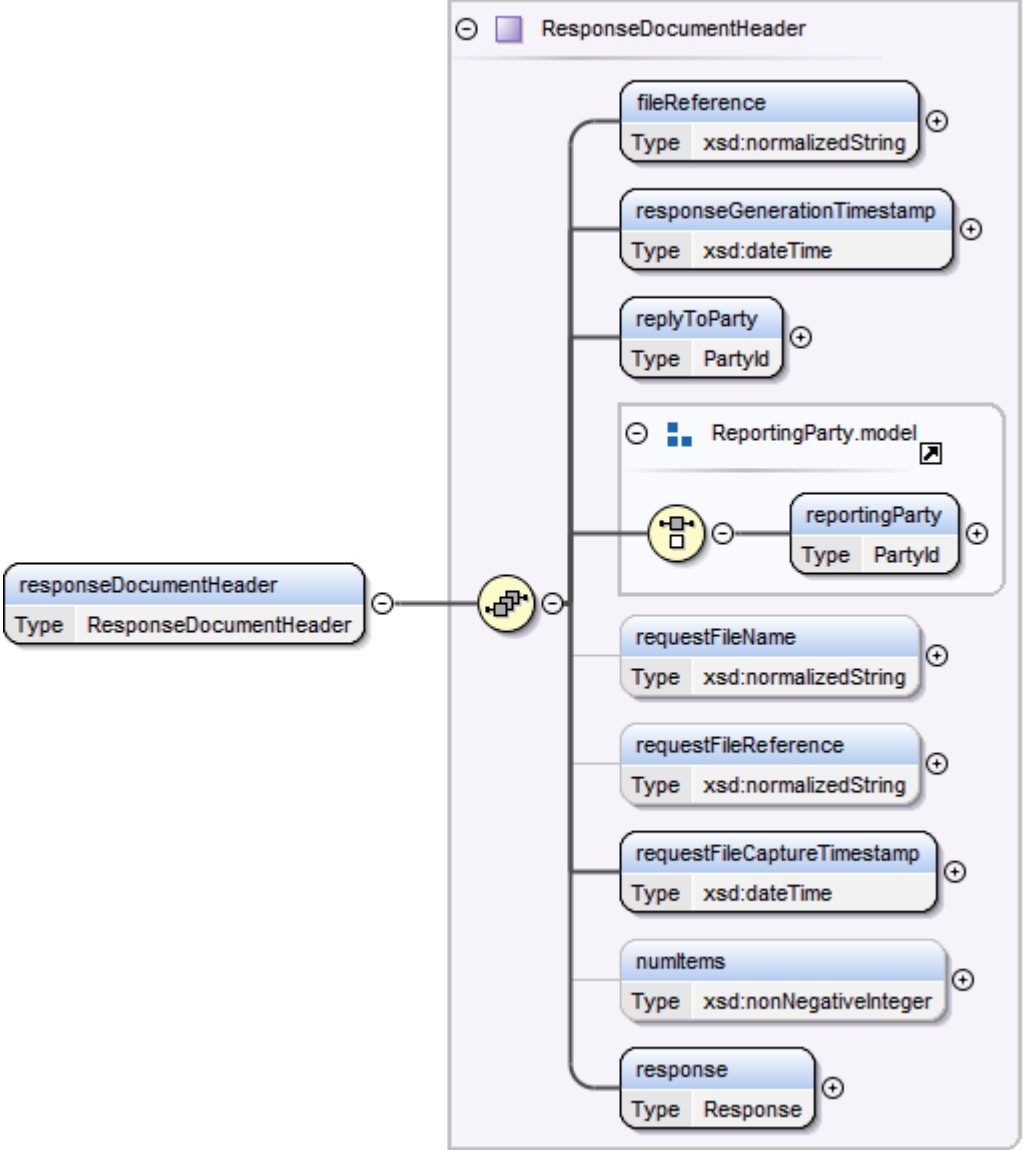 ResponseDocumentHeader
fileReference
Type xsd:normalizedString
responseGenerationTimestamp
Type xsd:dateTime
replyToParty
Type PartyId
ReportingParty.model
reportingParty
Type PartyId
responseDocumentHeader
Type ResponseDocumentHeader
requestFileName
Type xsd:normalizedString
requestFileReference
Type xsd:normalizedString
requestFileCaptureTimestamp
Type xsd:dateTime
numItems
Type xsd:nonNegativeInteger
response
Type Response